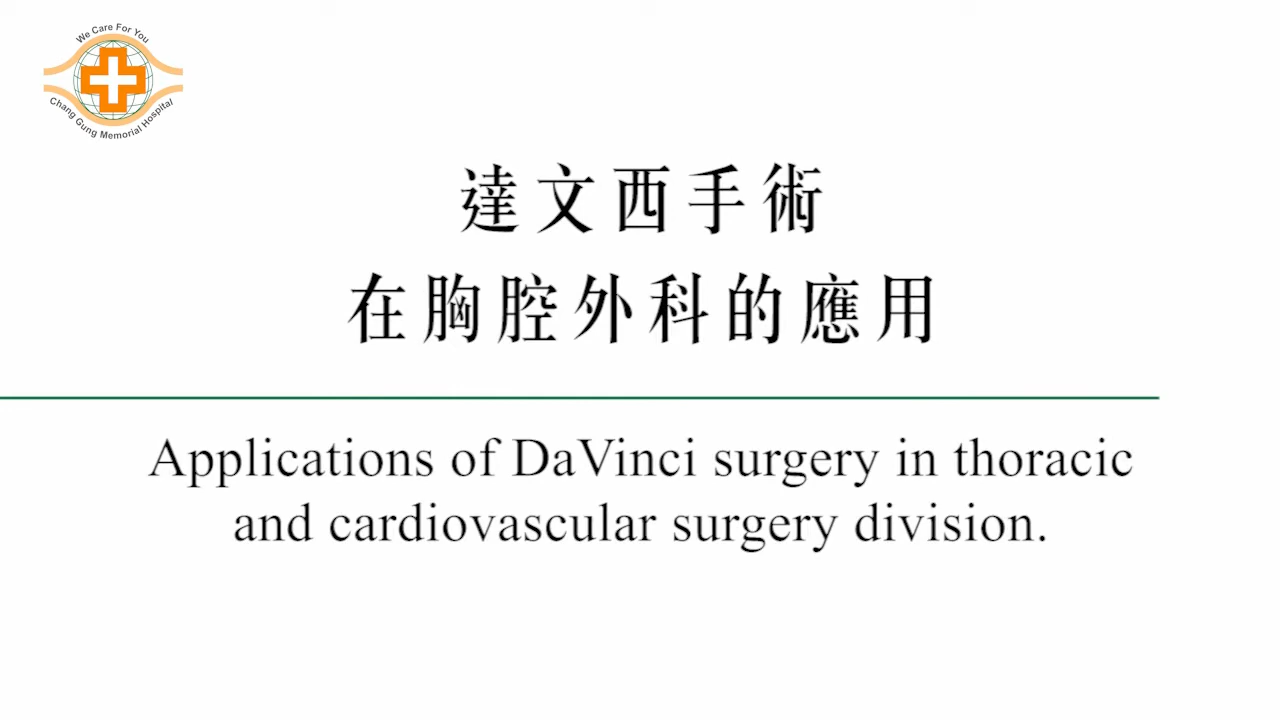 We Care For You
Chang Gung Memorial Hospital
達文西手術
在胸腔外科的應用
Applications of DaVinci surgery in thoracic
and cardiovascular surgery division.